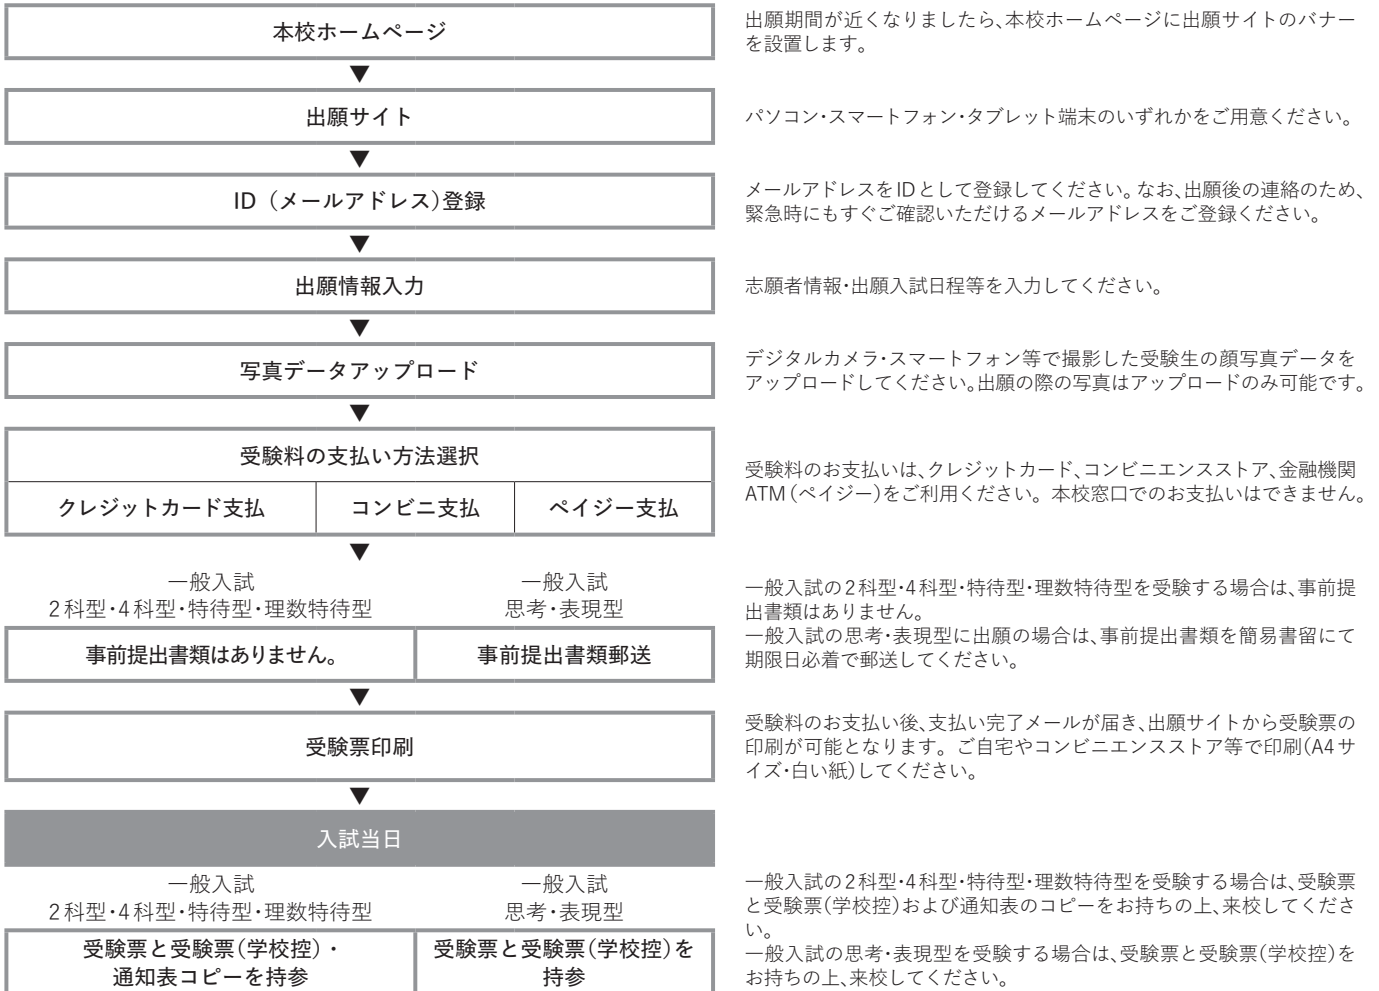 本校ホームページ
出願期間が近くなりましたら、本校ホームページに出願サイトのバナー
を設置します。
▼
出願サイト
パソコン・スマートフォン・タブレット端末のいずれかをご用意ください。
▼
ID（メールアドレス）登録
メールアドレスをIDとして登録してください。なお、出願後の連絡のため、
緊急時にもすぐご確認いただけるメールアドレスをご登録ください。
▼
出願情報入力
志願者情報・出願入試日程等を入力してください。
▼
写真データアップロード
デジタルカメラ・スマートフォン等で撮影した受験生の顔写真データを
アップロードしてください。出願の際の写真はアップロードのみ可能です。
▼
受験料の支払い方法選択
クレジットカード支払 コンビニ支払 ペイジー支払
受験料のお支払いは、クレジットカード、コンビニエンスストア、金融機関
ATM（ペイジー）をご利用ください。本校窓口でのお支払いはできません。
▼
一般入試
2科型・4科型・特待型・理数特待型
事前提出書類はありません。
一般入試
思考・表現型
事前提出書類郵送
一般入試の2科型・4科型・特待型・理数特待型を受験する場合は、事前提
出書類はありません。
一般入試の思考・表現型に出願の場合は、事前提出書類を簡易書留にて
期限日必着で郵送してください。
▼
受験票印刷
受験料のお支払い後、支払い完了メールが届き、出願サイトから受験票の
印刷が可能となります。ご自宅やコンビニエンスストア等で印刷（A4サ
イズ・白い紙）してください。
▼
入試当日
一般入試
2科型・4科型・特待型・理数特待型
受験票と受験票（学校控）・
通知表コピーを持参
一般入試
思考・表現型
受験票と受験票（学校控）を
持参
一般入試の2科型・4科型・特待型・理数特待型を受験する場合は、受験票
と受験票（学校控）および通知表のコピーをお持ちの上、来校してくださ
い。
一般入試の思考・表現型を受験する場合は、受験票と受験票（学校控）を
お持ちの上、来校してください。